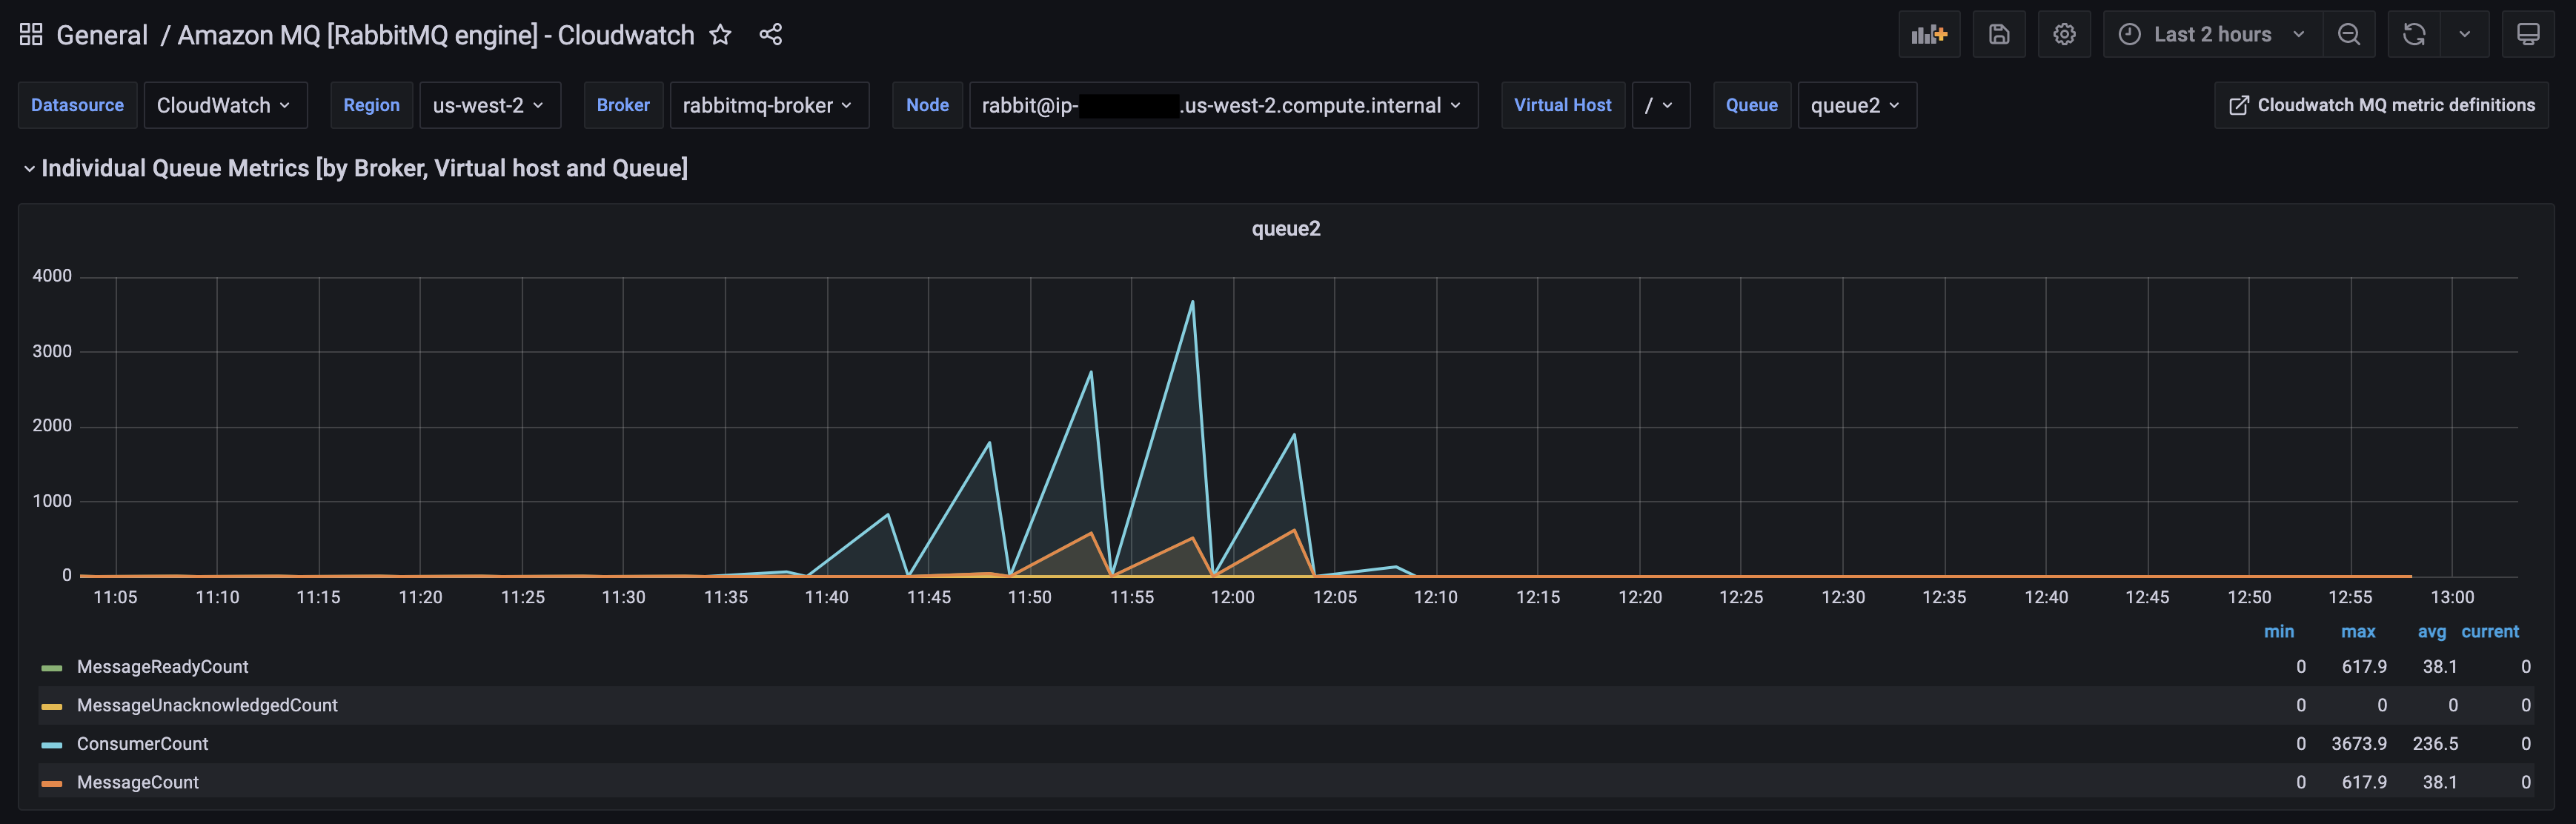 General / Amazon MQ [RabbitMQ engine] - Cloudwatch Last 2 hours
Datasource CloudWatch Region us-west-2 Broker rabbitmq-broker Node rabbit@ip- .us-west-2.compute.internal Virtual Host / Queue queue2 Cloudwatch MQ metric definitions
Individual Queue Metrics [by Broker, Virtual host and Queue]
queue2
4000
3000
2000
1000
0
11:05 11:10 11:15 11:20 11:25 11:30 11:35 11:40 11:45 11:50 11:55 12:00 12:05 12:10 12:15 12:20 12:25 12:30 12:35 12:40 12:45 12:50 12:55 13:00
min max avg current
MessageReadyCount 0 617.9 38.1 0
MessageUnacknowledgedCount 0 0 0 0
ConsumerCount 0 3673.9 236.5 0
MessageCount 0 617.9 38.1 0